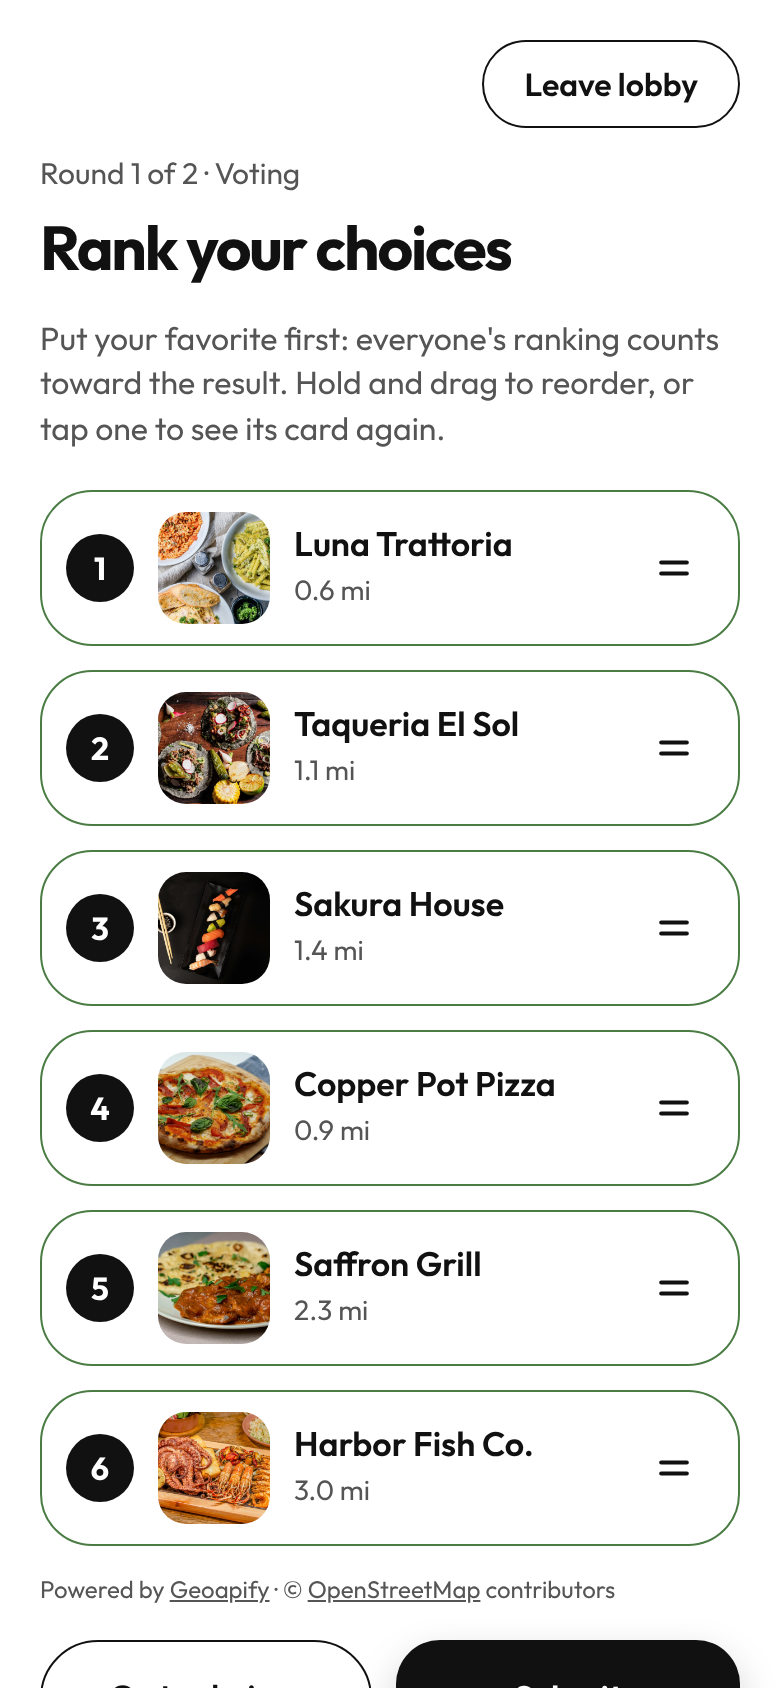 Leave lobby
Round 1 of 2 · Voting
Rank your choices
Put your favorite first: everyone's ranking counts
toward the result. Hold and drag to reorder, or
tap one to see its card again.
1
Luna Trattoria
0.6 mi
2
Taqueria El Sol
1.1 mi
3
Sakura House
1.4 mi
4
Copper Pot Pizza
0.9 mi
5
Saffron Grill
2.3 mi
6
Harbor Fish Co.
3.0 mi
Powered by Geoapify · © OpenStreetMap contributors